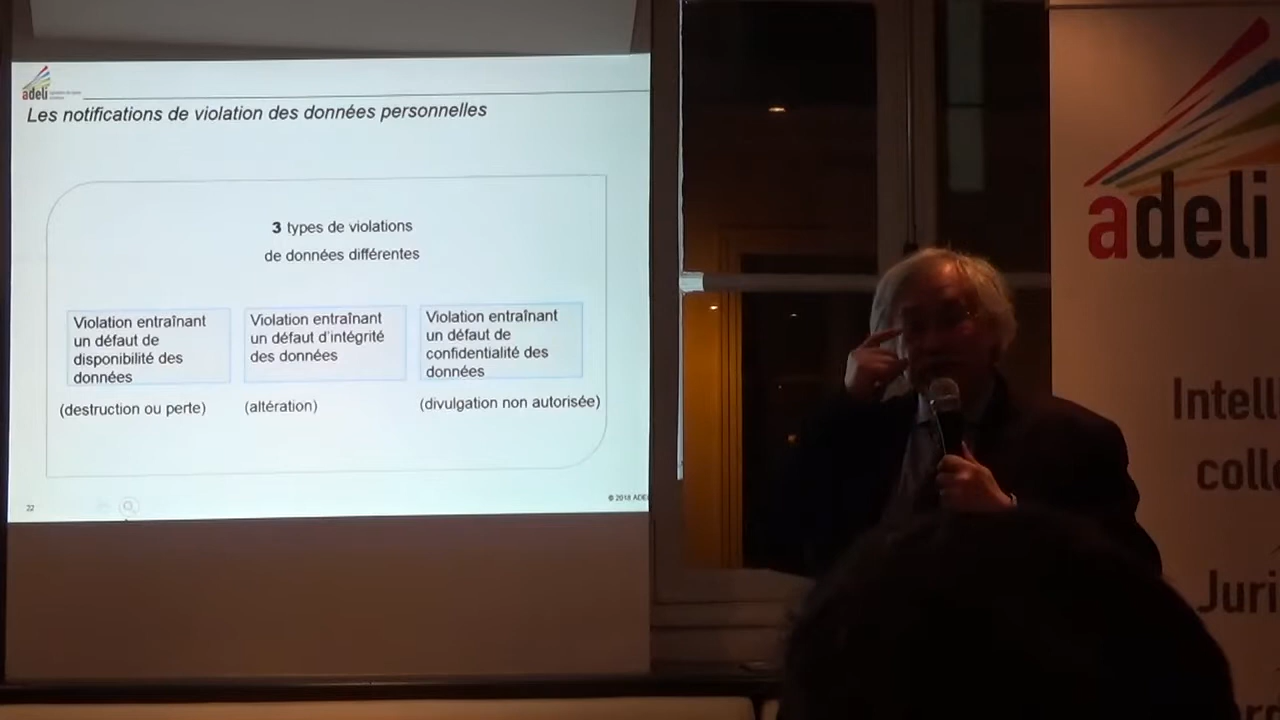 adeli
Les notifications de violation des données personnelles
3 types de violations
de données différentes
Violation entraînant
un défaut de
disponibilité des
données
(destruction ou perte)
Violation entraînant
un défaut d'intégrité
des données
(altération)
Violation entraînant
un défaut de
confidentialité des
données
(divulgation non autorisée)
22
© 2018 ADE
adeli
Intell
coll
Juri